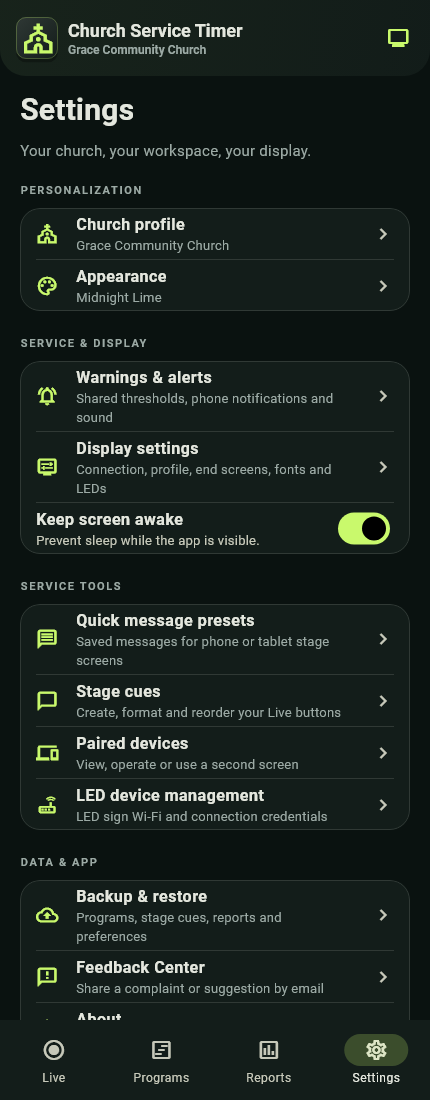 Church Service Timer
Grace Community Church
Settings
Your church, your workspace, your display.
PERSONALIZATION
Church profile
Grace Community Church
Appearance
Midnight Lime
SERVICE & DISPLAY
Warnings & alerts
Shared thresholds, phone notifications and
sound
Display settings
Connection, profile, end screens, fonts and
LEDs
Keep screen awake
Prevent sleep while the app is visible.
SERVICE TOOLS
Quick message presets
Saved messages for phone or tablet stage
screens
Stage cues
Create, format and reorder your Live buttons
Paired devices
View, operate or use a second screen
LED device management
LED sign Wi-Fi and connection credentials
DATA & APP
Backup & restore
Programs, stage cues, reports and
preferences
Feedback Center
Share a complaint or suggestion by email
About
Live
Programs
Reports
Settings